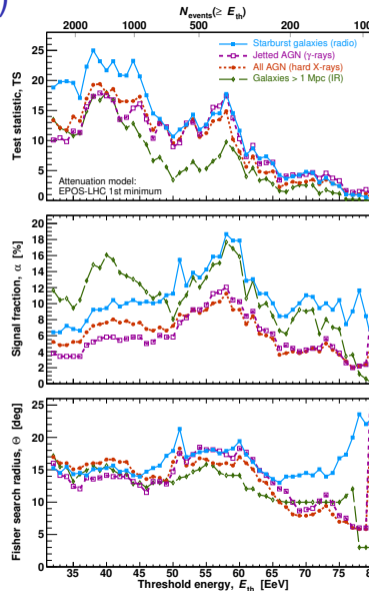 )
N_events(≥ E_th)
2000 1000 500 200 100
Starburst galaxies (radio)
Jetted AGN (γ-rays)
All AGN (hard X-rays)
Galaxies > 1 Mpc (IR)
Test statistic, TS
25
20
15
10
5
0
Attenuation model:
EPOS-LHC 1st minimum
Signal fraction, α [%]
20
18
16
14
12
10
8
6
4
2
0
Fisher search radius, Θ [deg]
25
20
15
10
5
0
35 40 45 50 55 60 65 70 75 80
Threshold energy, E_th [EeV]